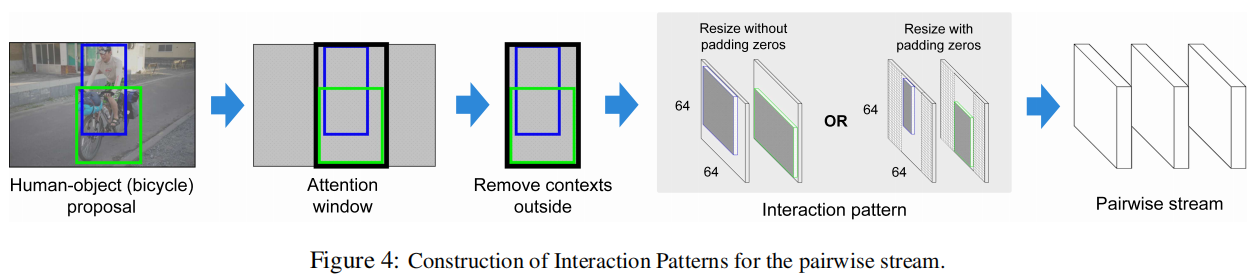 Resize without
padding zeros
Resize with
padding zeros
64
64
OR
64
64
Human-object (bicycle)
proposal
Attention
window
Remove contexts
outside
Interaction pattern
Pairwise stream
Figure 4: Construction of Interaction Patterns for the pairwise stream.